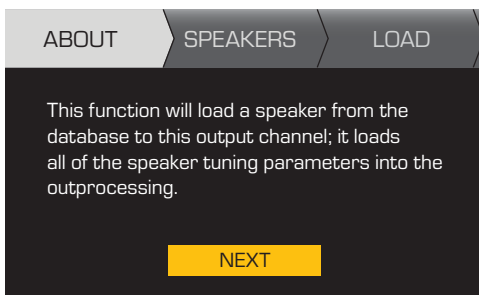 ABOUT SPEAKERS LOAD
This function will load a speaker from the
database to this output channel; it loads
all of the speaker tuning parameters into the
outprocessing.
NEXT